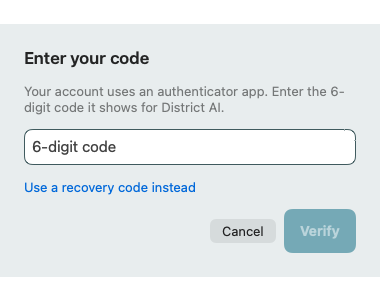 Enter your code
Your account uses an authenticator app. Enter the 6-
digit code it shows for District AI.
6-digit code
Use a recovery code instead
Cancel
Verify